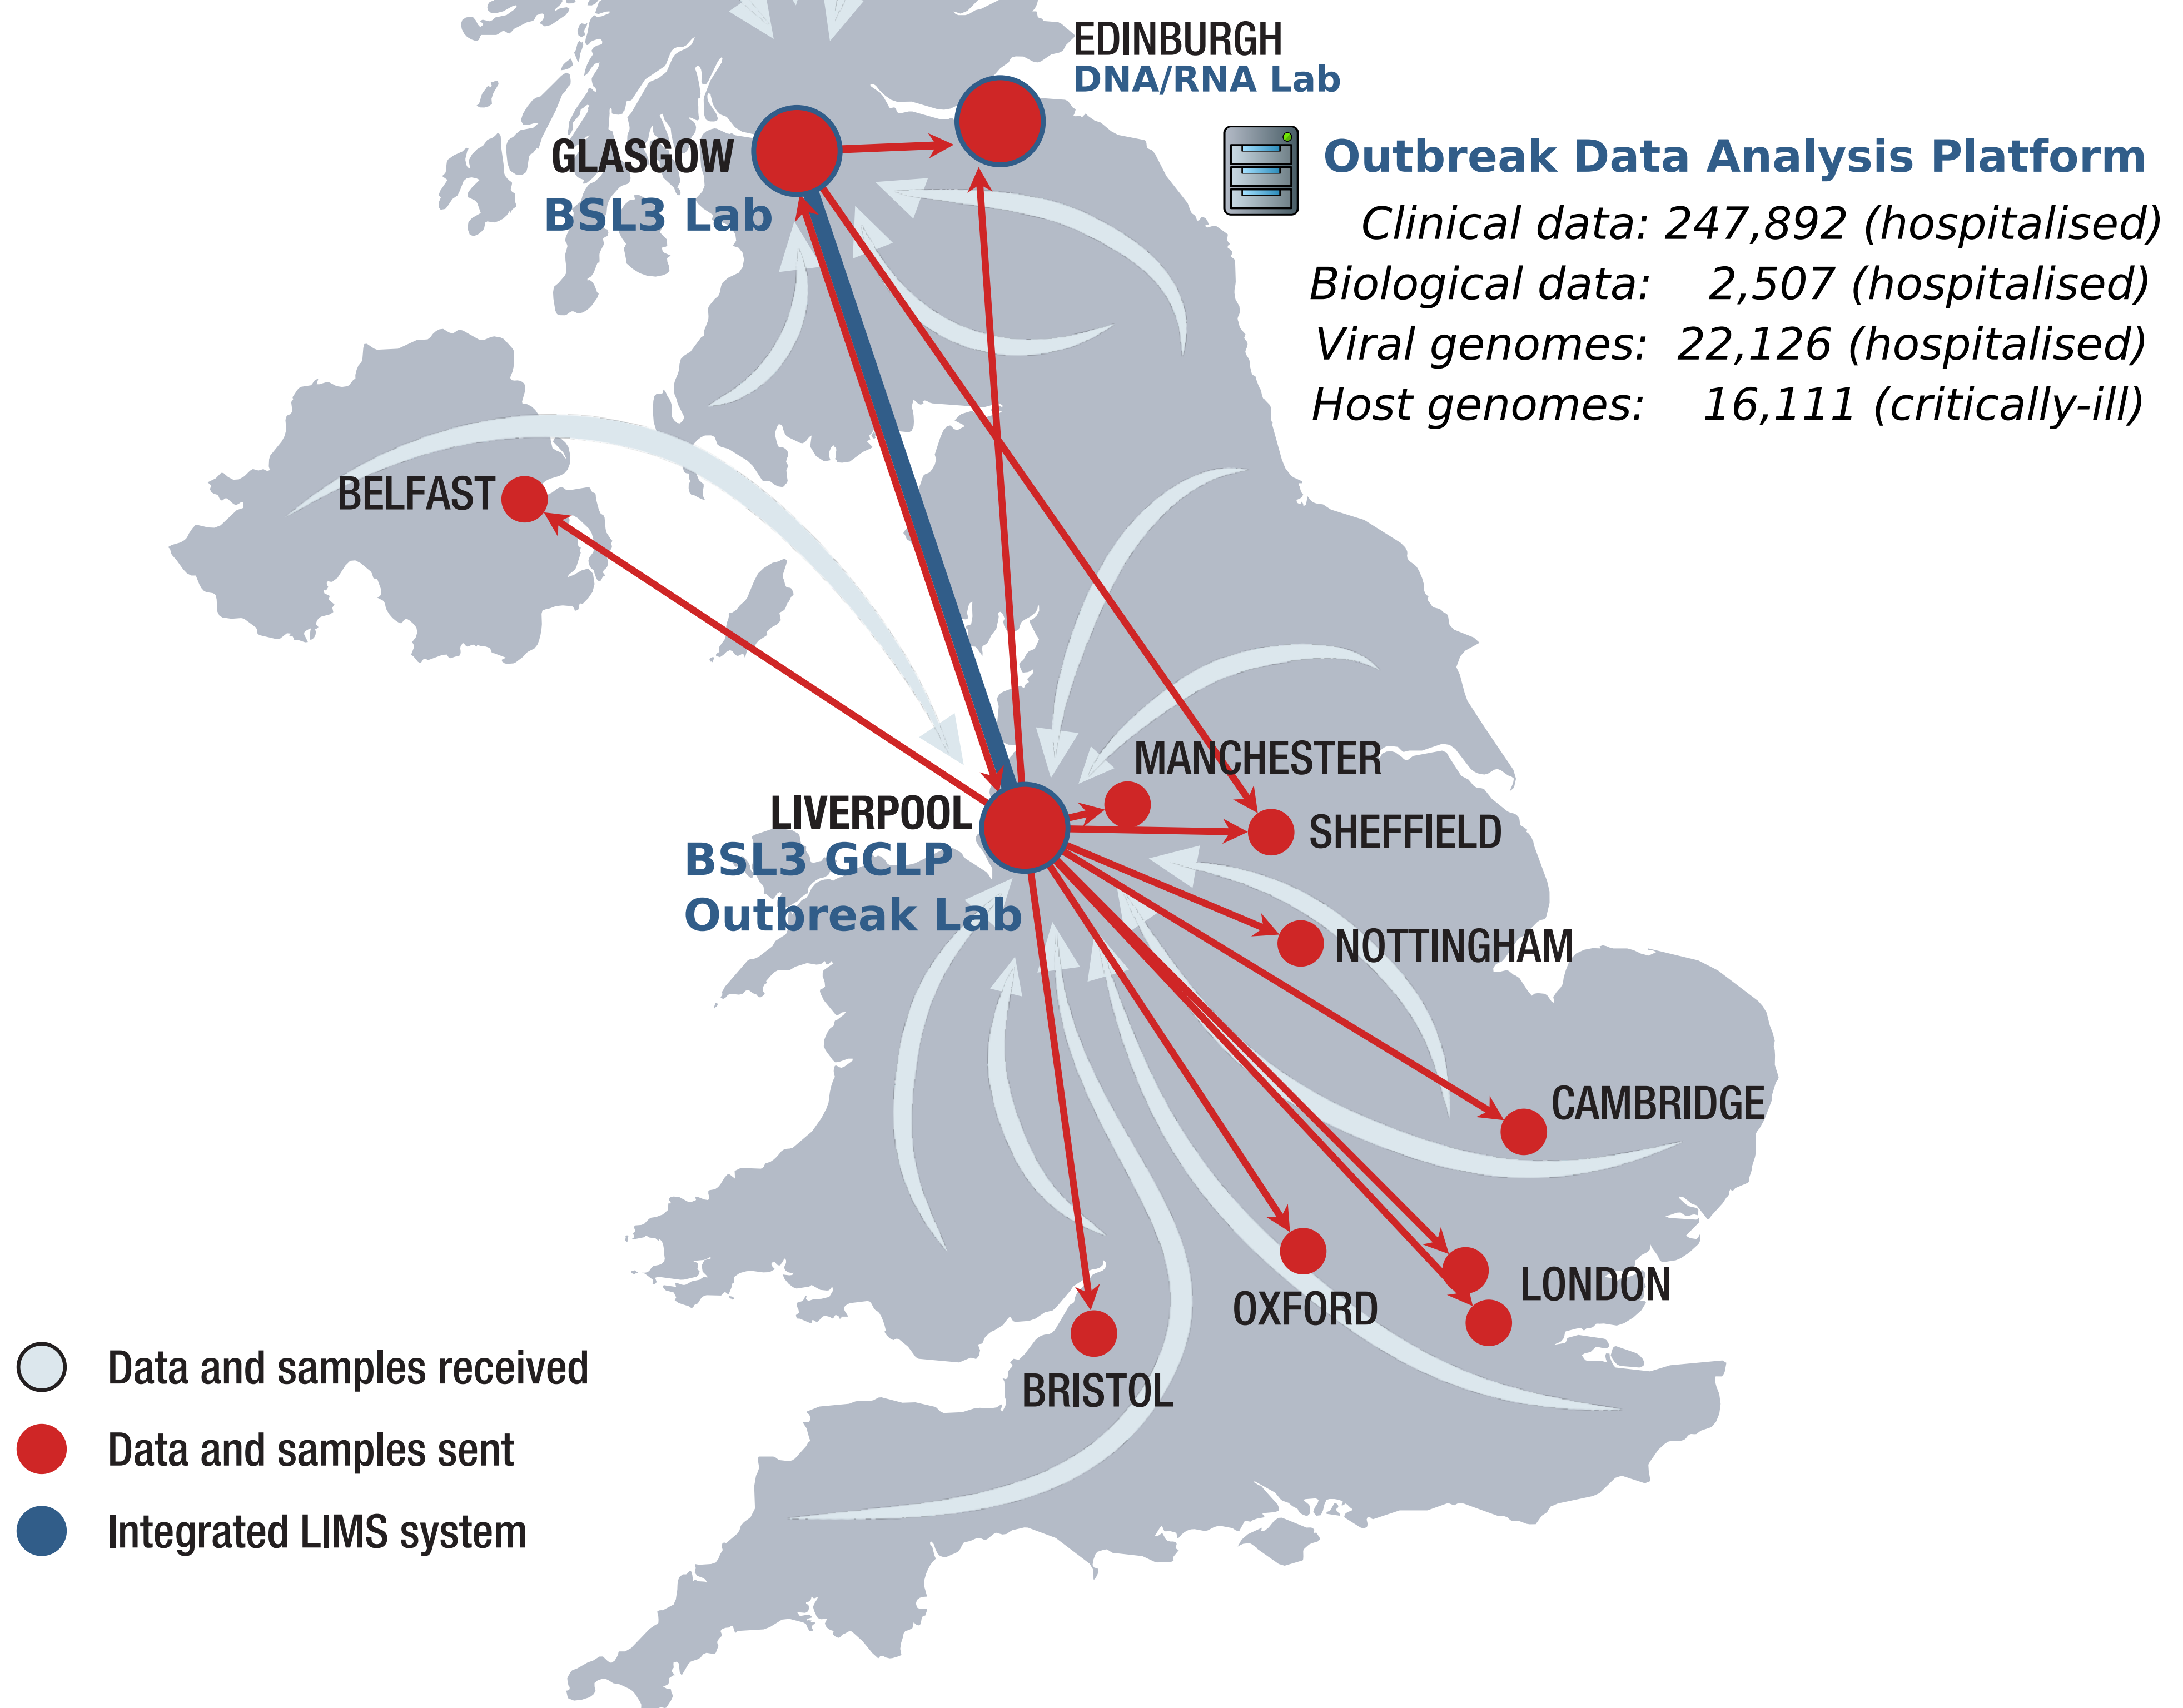 EDINBURGH
DNA/RNA Lab
GLASGOW
BSL3 Lab
Outbreak Data Analysis Platform
Clinical data: 247,892 (hospitalised)
Biological data: 2,507 (hospitalised)
Viral genomes: 22,126 (hospitalised)
Host genomes: 16,111 (critically-ill)
BELFAST
MANCHESTER
LIVERPOOL
BSL3 GCLP
Outbreak Lab
SHEFFIELD
NOTTINGHAM
CAMBRIDGE
LONDON
OXFORD
BRISTOL
Data and samples received
Data and samples sent
Integrated LIMS system